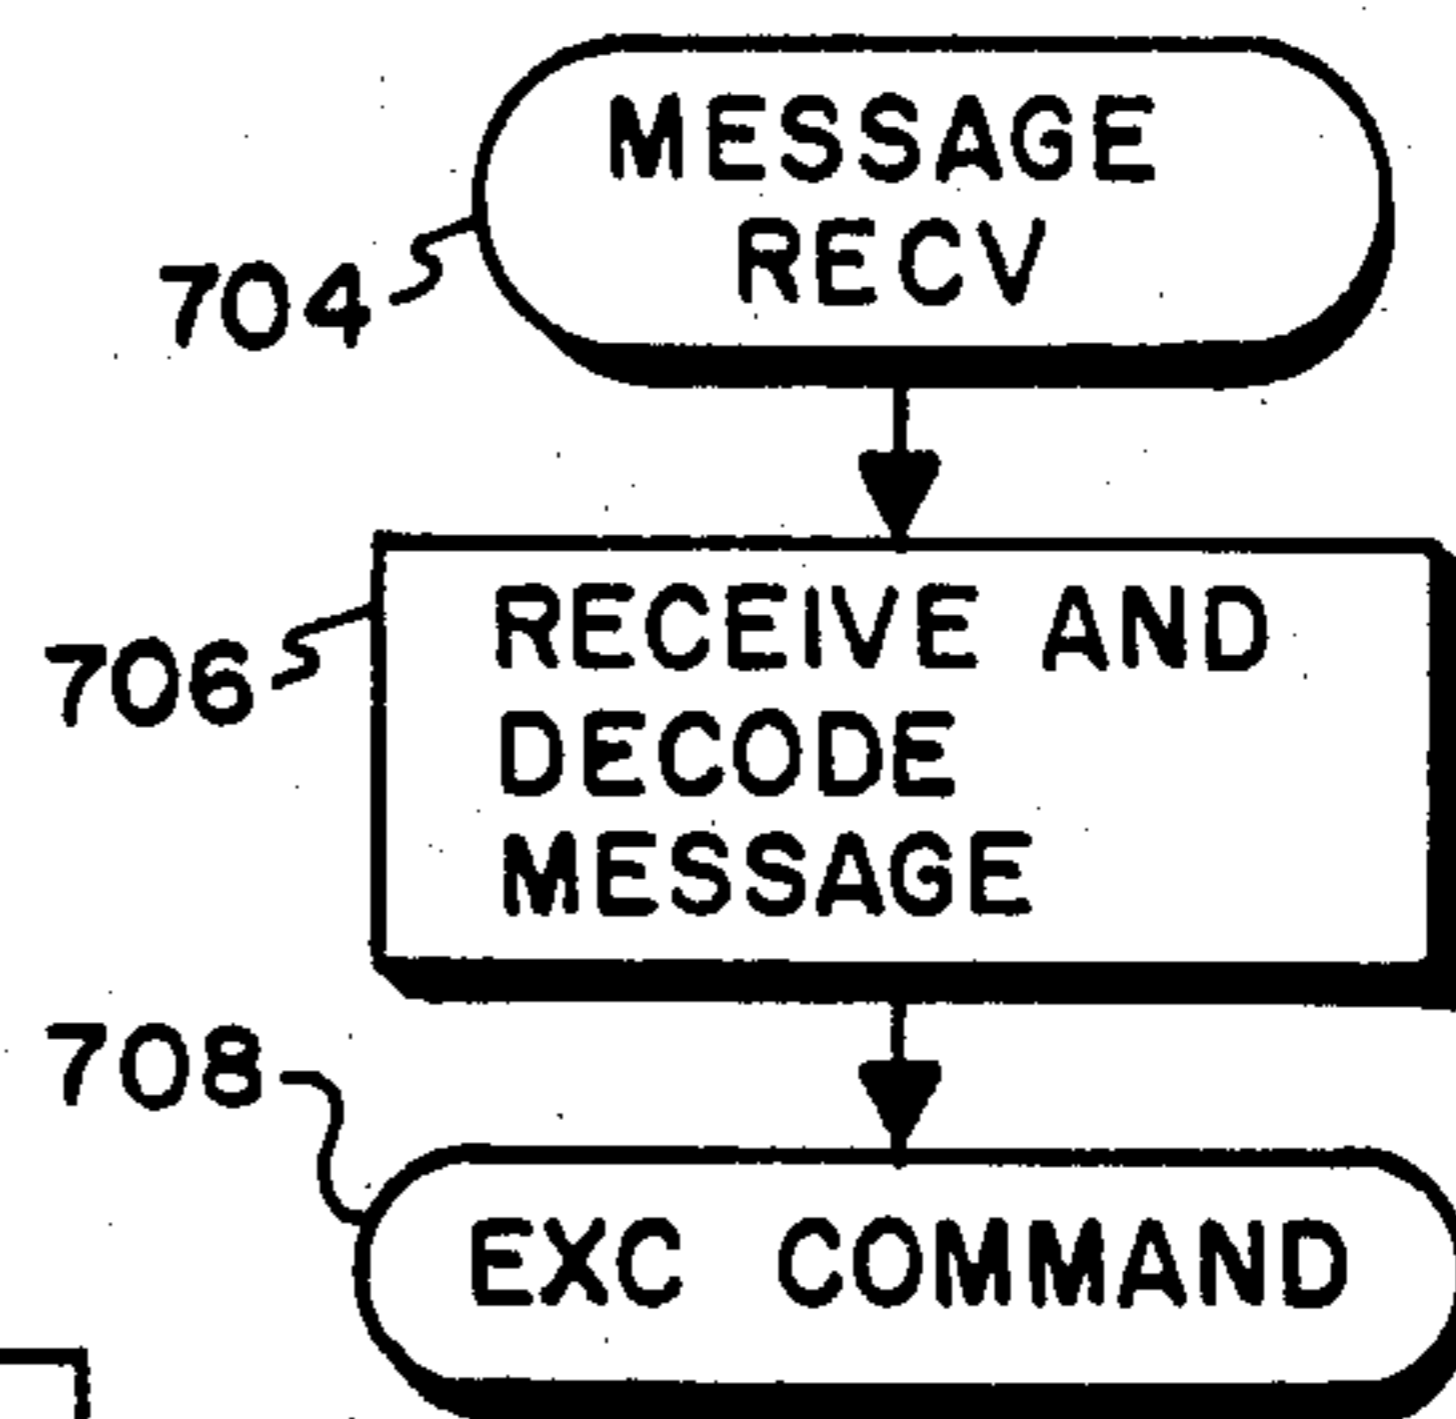 MESSAGE
RECV
704
RECEIVE AND
DECODE
MESSAGE
706
708
EXC COMMAND